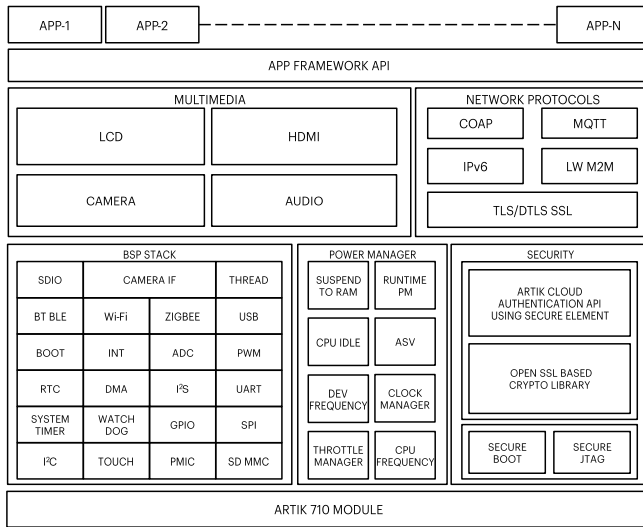 APP-1
APP-2
APP-N
APP FRAMEWORK API
MULTIMEDIA
LCD
HDMI
CAMERA
AUDIO
NETWORK PROTOCOLS
COAP
MQTT
IPv6
LW M2M
TLS/DTLS SSL
BSP STACK
SDIO
CAMERA IF
THREAD
BT BLE
Wi-Fi
ZIGBEE
USB
BOOT
INT
ADC
PWM
RTC
DMA
I²S
UART
SYSTEM
TIMER
WATCH
DOG
GPIO
SPI
I²C
TOUCH
PMIC
SD MMC
POWER MANAGER
SUSPEND
TO RAM
RUNTIME
PM
CPU IDLE
ASV
DEV
FREQUENCY
CLOCK
MANAGER
THROTTLE
MANAGER
CPU
FREQUENCY
SECURITY
ARTIK CLOUD
AUTHENTICATION API
USING SECURE ELEMENT
OPEN SSL BASED
CRYPTO LIBRARY
SECURE
BOOT
SECURE
JTAG
ARTIK 710 MODULE